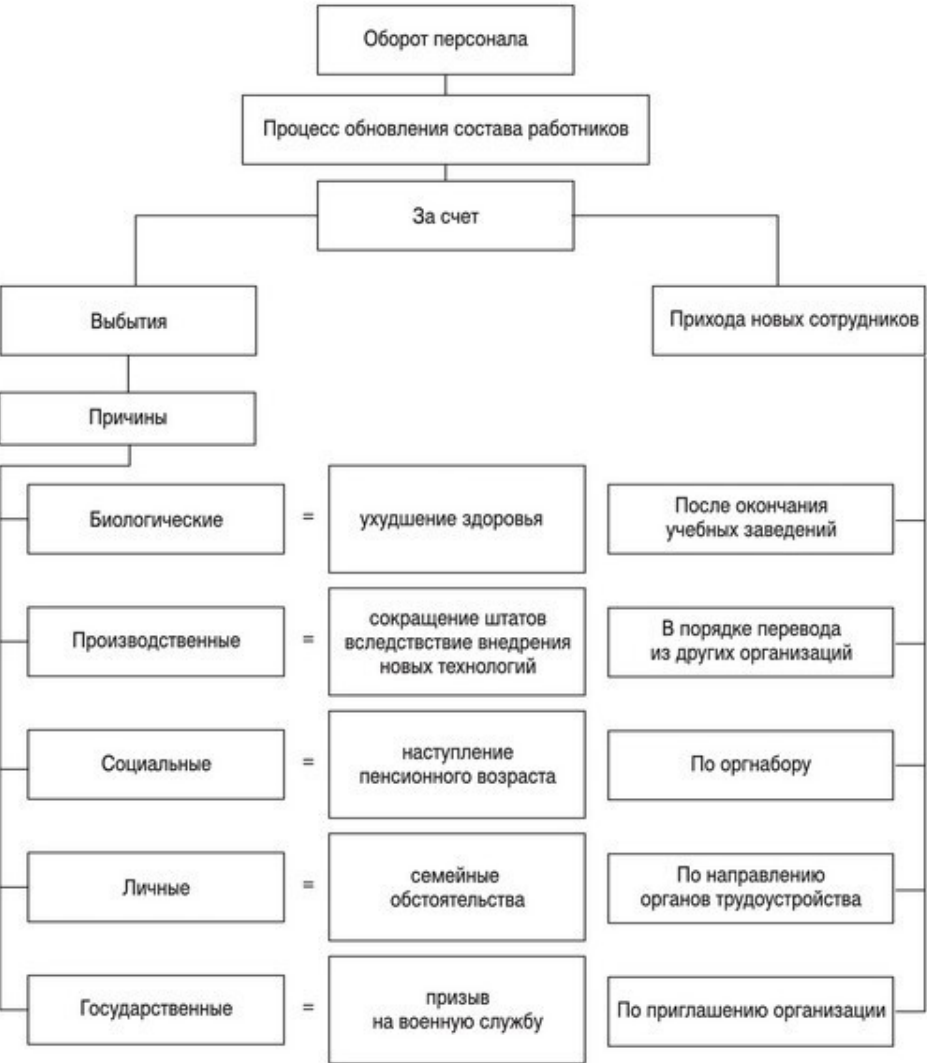 Оборот персонала
Процесс обновления состава работников
За счет
Выбытия
Прихода новых сотрудников
Причины
Биологические
=
ухудшение здоровья
После окончания
учебных заведений
Производственные
=
сокращение штатов
вследствствие внедрения
новых технологий
В порядке перевода
из других организаций
Социальные
=
наступление
пенсионного возраста
По оргнабору
Личные
=
семейные
обстоятельства
По направлению
органов трудоустройства
Государственные
=
призыв
на военную службу
По приглашению организации